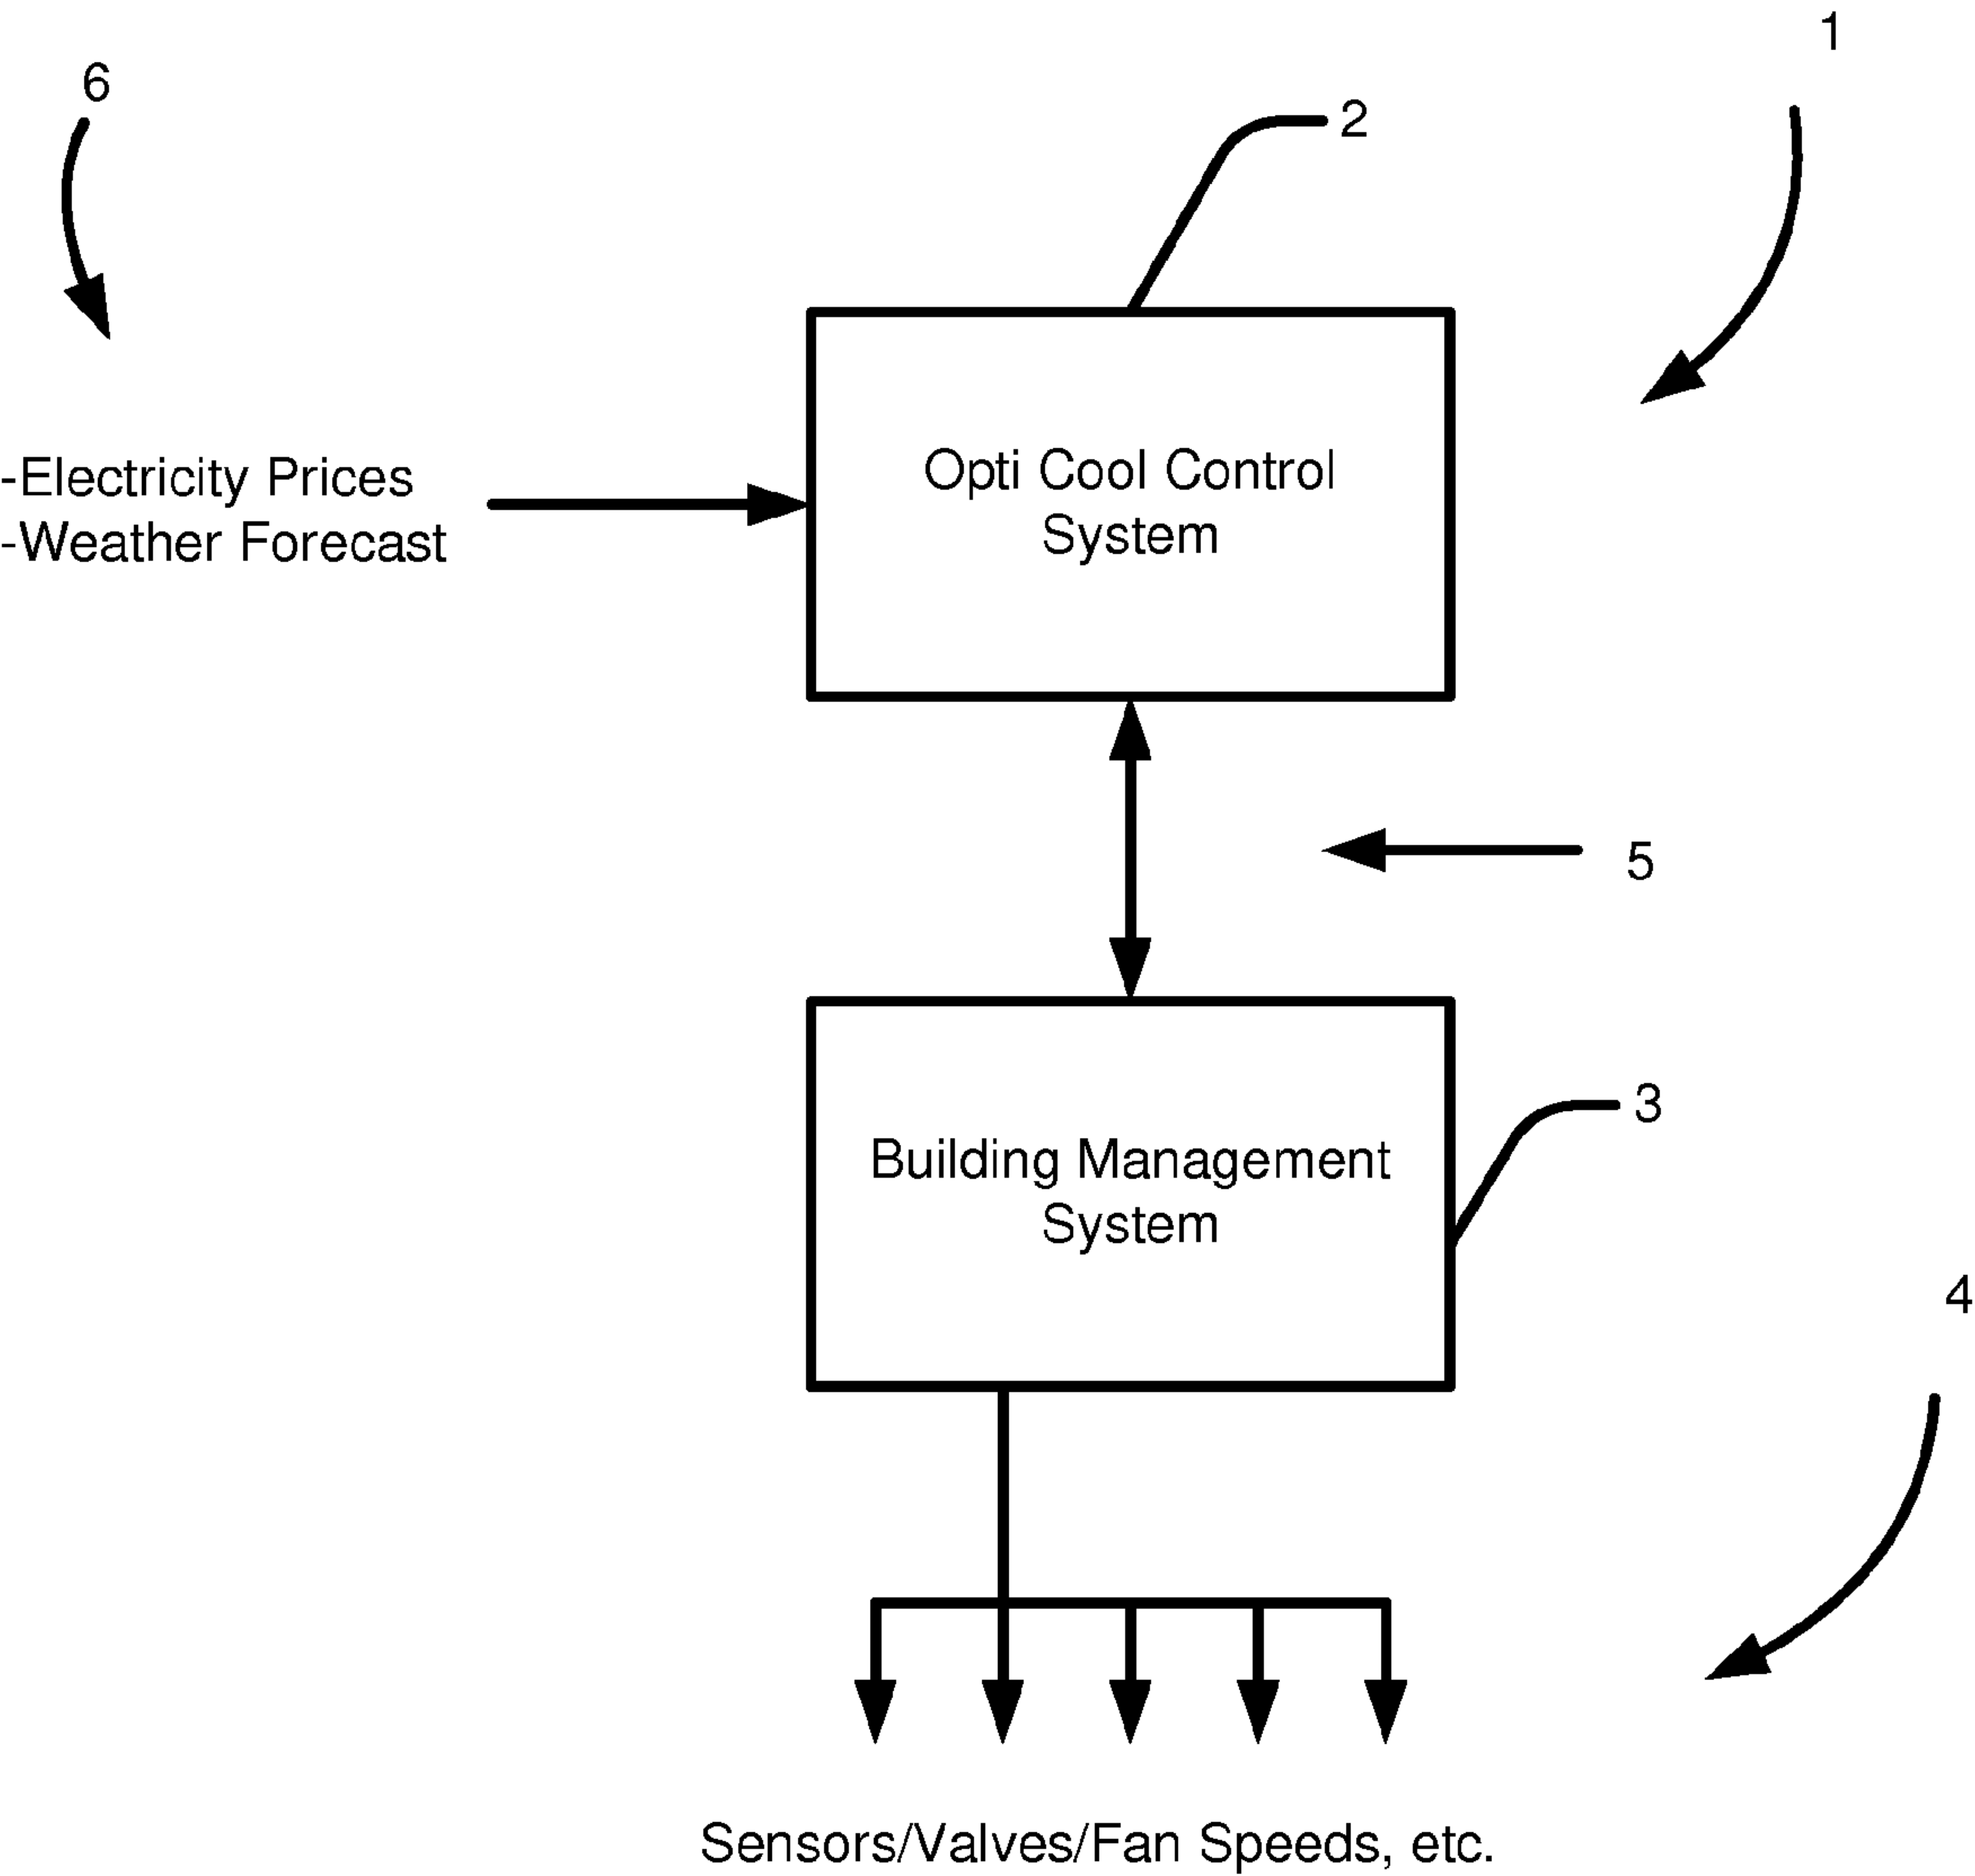 1
6
2
-Electricity Prices
-Weather Forecast
Opti Cool Control
System
5
3
Building Management
System
4
Sensors/Valves/Fan Speeds, etc.